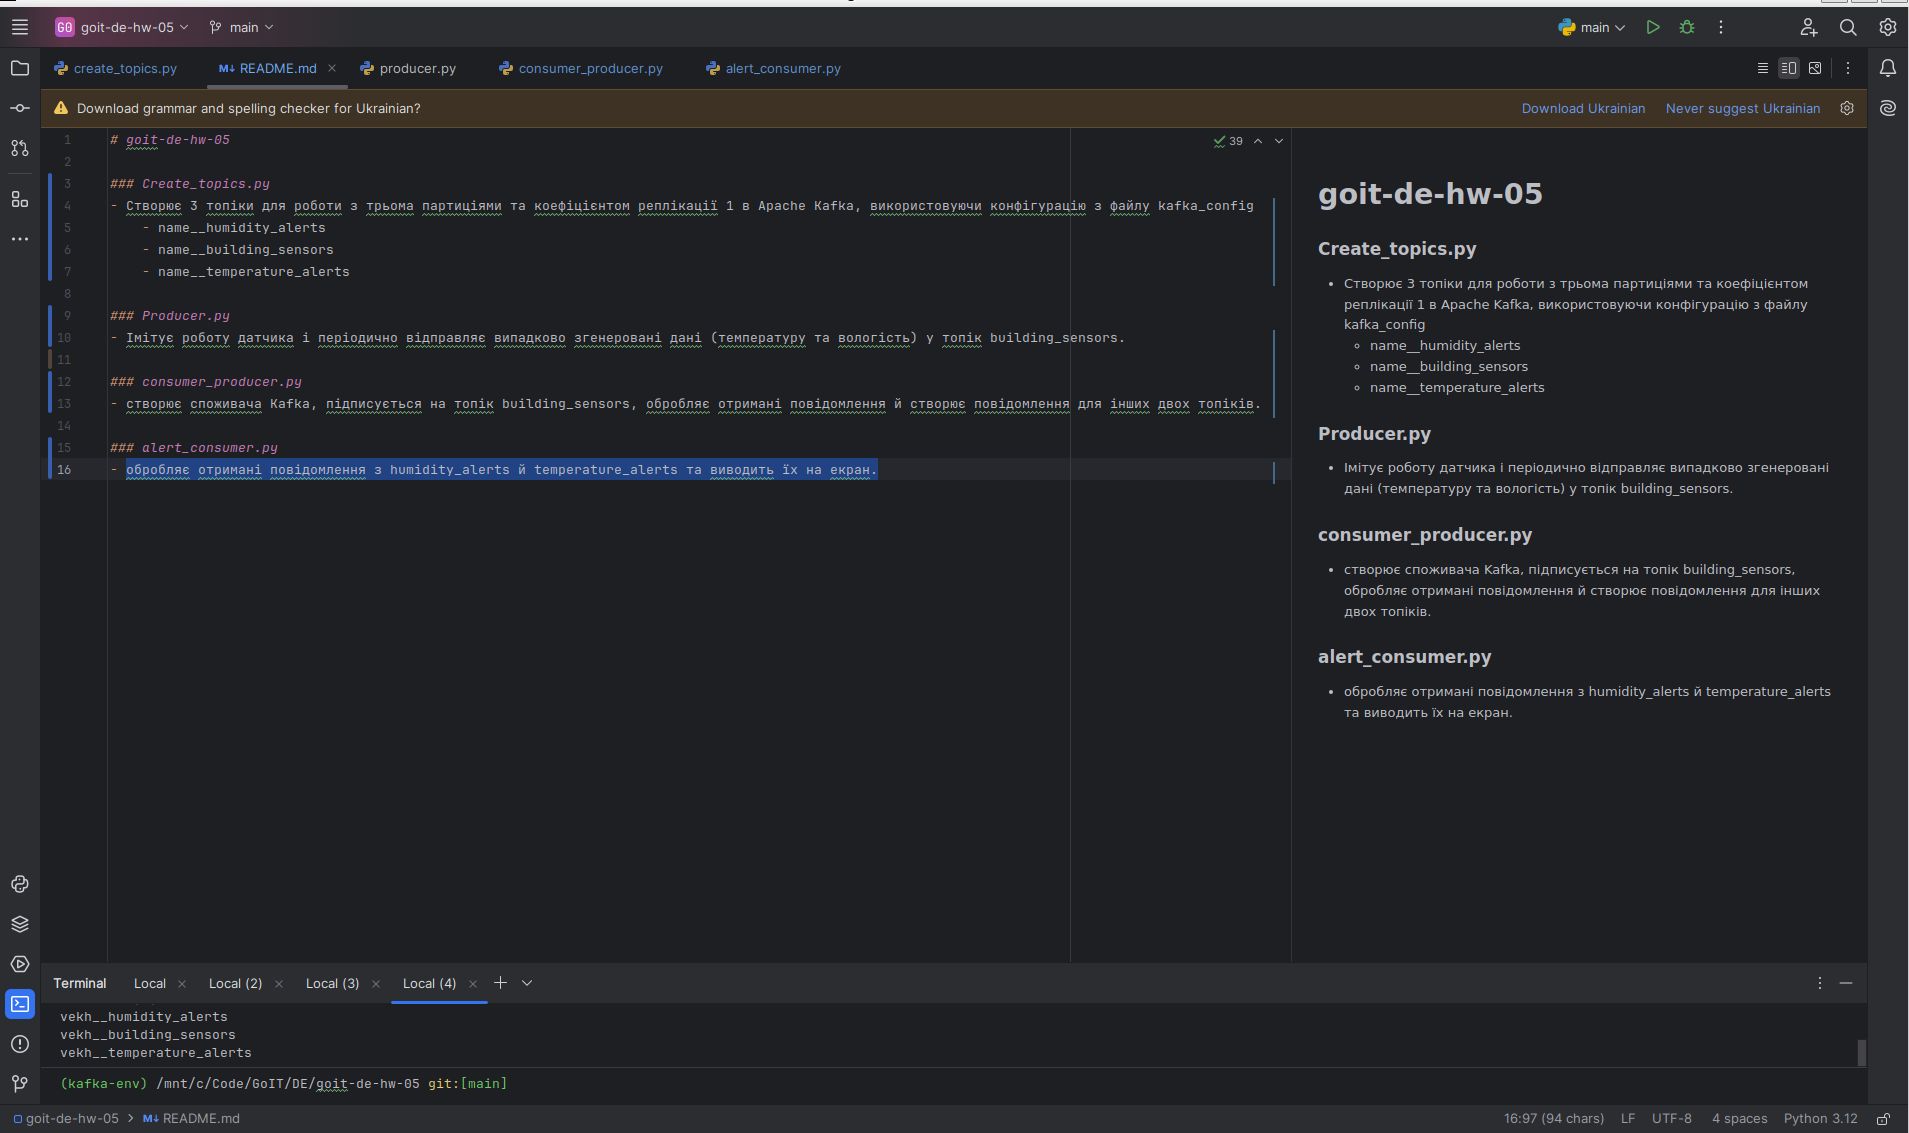 GO goit-de-hw-05 main main
create_topics.py M↓ README.md producer.py consumer_producer.py alert_consumer.py
Download grammar and spelling checker for Ukrainian? Download Ukrainian Never suggest Ukrainian
1 # goit-de-hw-05 39
2
3 ### Create_topics.py
4 - Створює 3 топіки для роботи з трьома партиціями та коефіцієнтом реплікації 1 в Apache Kafka, використовуючи конфігурацію з файлу kafka_config
5 - name__humidity_alerts
6 - name__building_sensors
7 - name__temperature_alerts
8
9 ### Producer.py
10 - Імітує роботу датчика і періодично відправляє випадково згенеровані дані (температуру та вологість) у топік building_sensors.
11
12 ### consumer_producer.py
13 - створює споживача Kafka, підписується на топік building_sensors, обробляє отримані повідомлення й створює повідомлення для інших двох топіків.
14
15 ### alert_consumer.py
16 - обробляє отримані повідомлення з humidity_alerts й temperature_alerts та виводить їх на екран.
goit-de-hw-05
Create_topics.py
• Створює 3 топіки для роботи з трьома партиціями та коефіцієнтом
реплікації 1 в Apache Kafka, використовуючи конфігурацію з файлу
kafka_config
name__humidity_alerts
name__building_sensors
name__temperature_alerts
Producer.py
• Імітує роботу датчика і періодично відправляє випадково згенеровані
дані (температуру та вологість) у топік building_sensors.
consumer_producer.py
• створює споживача Kafka, підписується на топік building_sensors,
обробляє отримані повідомлення й створює повідомлення для інших
двох топіків.
alert_consumer.py
• обробляє отримані повідомлення з humidity_alerts й temperature_alerts
та виводить їх на екран.
Terminal Local Local (2) Local (3) Local (4)
vekh__humidity_alerts
vekh__building_sensors
vekh__temperature_alerts
(kafka-env) /mnt/c/Code/GoIT/DE/goit-de-hw-05 git:[main]
goit-de-hw-05 > M↓ README.md 16:97 (94 chars) LF UTF-8 4 spaces Python 3.12